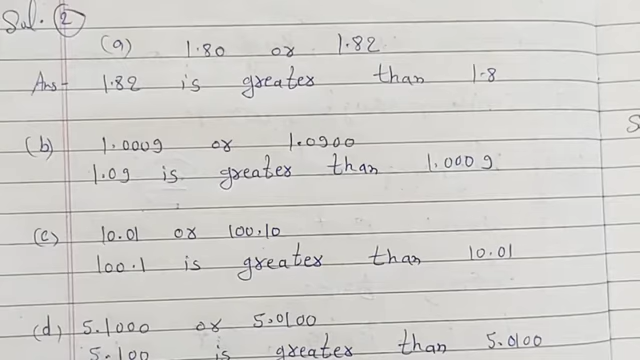 Sol. 2
(a) 1.80 or 1.82
Ans- 1.82 is greater than 1.8
(b) 1.0009 or 1.0900
1.09 is greater than 1.0009
(c) 10.01 or 100.10
100.1 is greater than 10.01
(d) 5.1000 or 5.0100
5.100 is greater than 5.0100